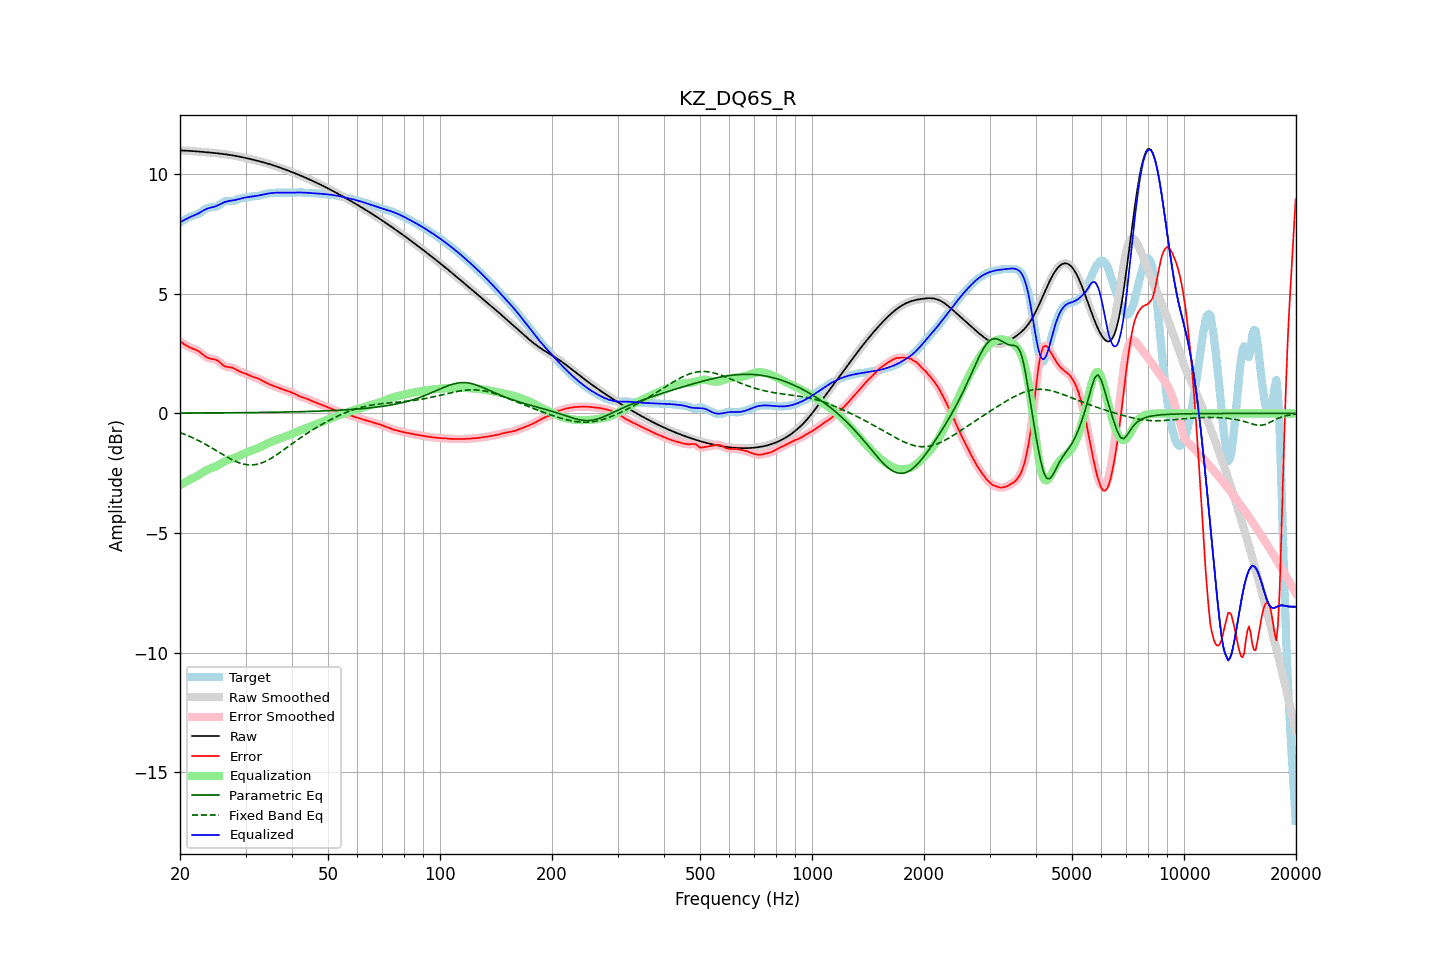 KZ_DQ6S_R
10
5
0
−5
−10
−15
Amplitude (dBr)
Target
Raw Smoothed
Error Smoothed
Raw
Error
Equalization
Parametric Eq
Fixed Band Eq
Equalized
20 50 100 200 500 1000 2000 5000 10000 20000
Frequency (Hz)